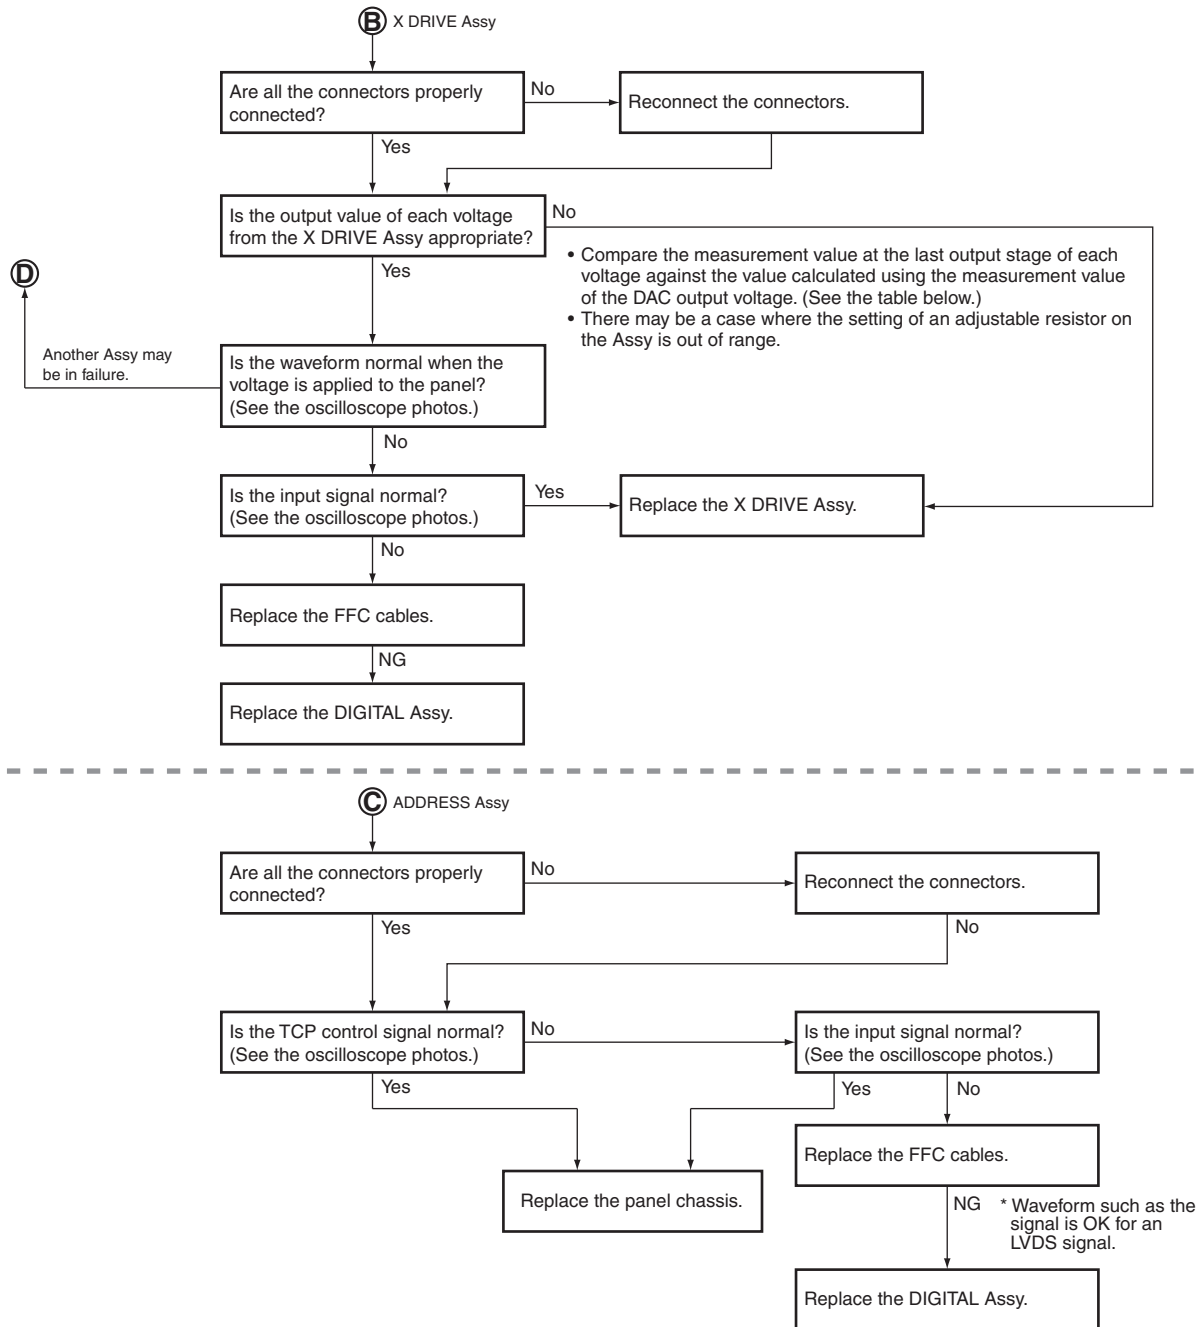 B X DRIVE Assy
Are all the connectors properly
connected?
No
Reconnect the connectors.
Yes
Is the output value of each voltage
from the X DRIVE Assy appropriate?
No
• Compare the measurement value at the last output stage of each
voltage against the value calculated using the measurement value
of the DAC output voltage. (See the table below.)
• There may be a case where the setting of an adjustable resistor on
the Assy is out of range.
Yes
D
Another Assy may
be in failure.
Is the waveform normal when the
voltage is applied to the panel?
(See the oscilloscope photos.)
No
Is the input signal normal?
(See the oscilloscope photos.)
Yes
Replace the X DRIVE Assy.
No
Replace the FFC cables.
NG
Replace the DIGITAL Assy.
C ADDRESS Assy
Are all the connectors properly
connected?
No
Reconnect the connectors.
Yes
No
Is the TCP control signal normal?
(See the oscilloscope photos.)
No
Is the input signal normal?
(See the oscilloscope photos.)
Yes
Yes
No
Replace the panel chassis.
Replace the FFC cables.
NG
* Waveform such as the
signal is OK for an
LVDS signal.
Replace the DIGITAL Assy.